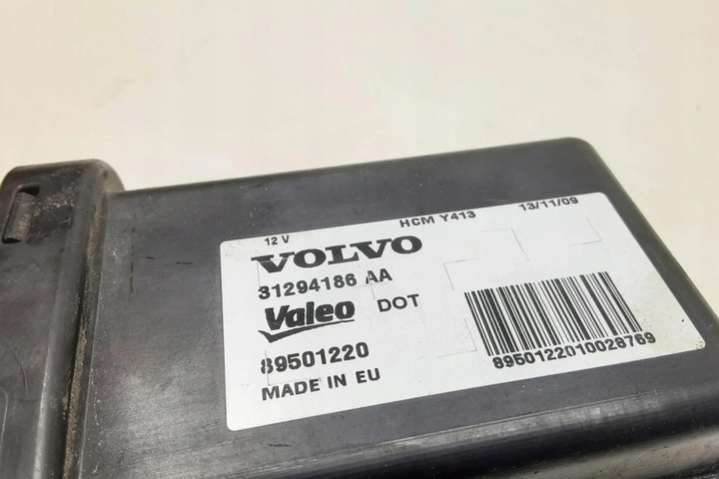 12 V HCM Y413 13/11/09
VOLVO
31294186 AA
Valeo DOT
89501220
MADE IN EU
8950122010028769